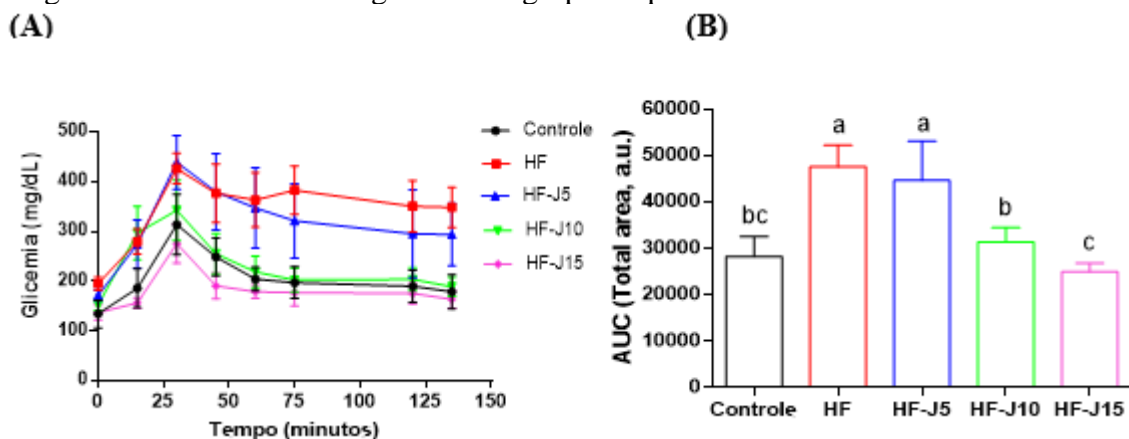 (A)
(B)
500
400
300
200
100
0
Glicemia (mg/dL)
0 25 50 75 100 125 150
Tempo (minutos)
Controle
HF
HF-J5
HF-J10
HF-J15
60000
50000
40000
30000
20000
10000
0
AUC (Total area, a.u.)
bc
a
a
b
c
Controle HF HF-J5 HF-J10 HF-J15